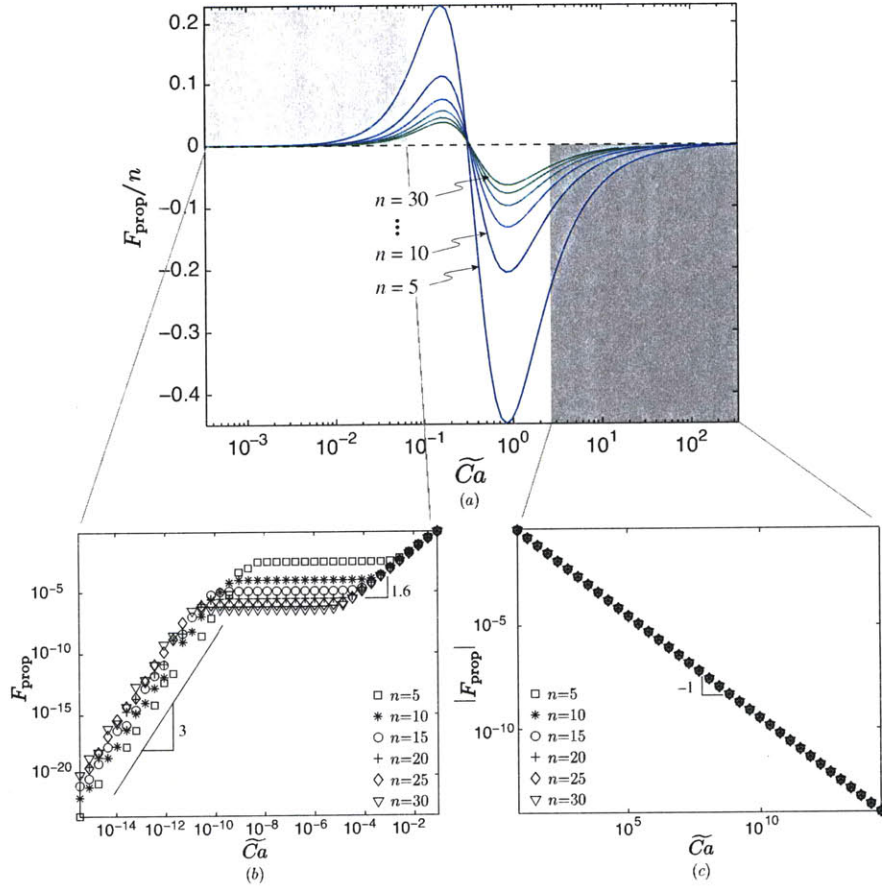 0.2
0.1
0
-0.1
-0.2
-0.3
-0.4
F_prop/n
n = 30
⋮
n = 10
n = 5
10^-3 10^-2 10^-1 10^0 10^1 10^2
\widetilde{Ca}
(a)
10^-5
10^-10
10^-15
10^-20
F_prop
1.6
3
n=5
n=10
n=15
n=20
n=25
n=30
10^-14 10^-12 10^-10 10^-8 10^-6 10^-4 10^-2
\widetilde{Ca}
(b)
10^-5
10^-10
|F_prop|
-1
n=5
n=10
n=15
n=20
n=25
n=30
10^5 10^10
\widetilde{Ca}
(c)